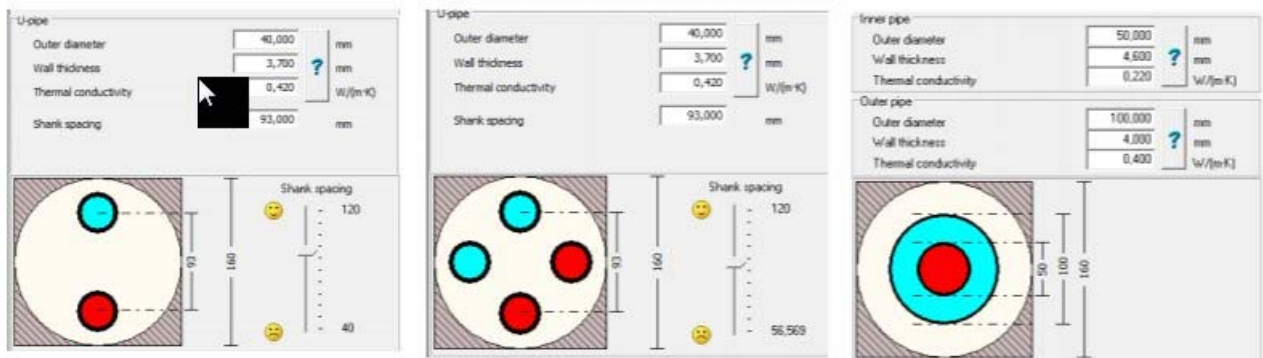 U-pipe
Outer diameter 40,000 mm
Wall thickness 3,700 ? mm
Thermal conductivity 0,420 W/(m·K)
Shank spacing 93,000 mm
Shank spacing
120
93
160
40
U-pipe
Outer diameter 40,000 mm
Wall thickness 3,700 ? mm
Thermal conductivity 0,420 W/(m·K)
Shank spacing 93,000 mm
Shank spacing
120
93
160
56,569
Inner pipe
Outer diameter 50,000 mm
Wall thickness 4,600 ? mm
Thermal conductivity 0,220 W/(m·K)
Outer pipe
Outer diameter 100,000 mm
Wall thickness 4,000 ? mm
Thermal conductivity 0,400 W/(m·K)
50
100
160